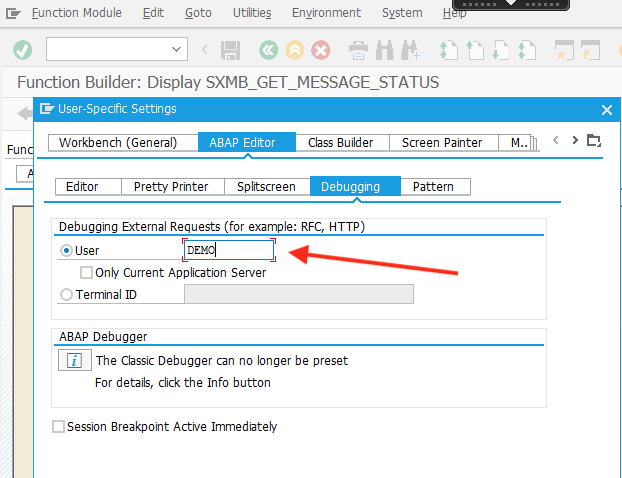 Function Module Edit Goto Utilities Environment System Help
Function Builder: Display SXMB_GET_MESSAGE_STATUS
User-Specific Settings
Func
Workbench (General) ABAP Editor Class Builder Screen Painter M..
A
Editor Pretty Printer Splitscreen Debugging Pattern
Debugging External Requests (for example: RFC, HTTP)
User DEMO
Only Current Application Server
Terminal ID
ABAP Debugger
The Classic Debugger can no longer be preset
For details, click the Info button
Session Breakpoint Active Immediately